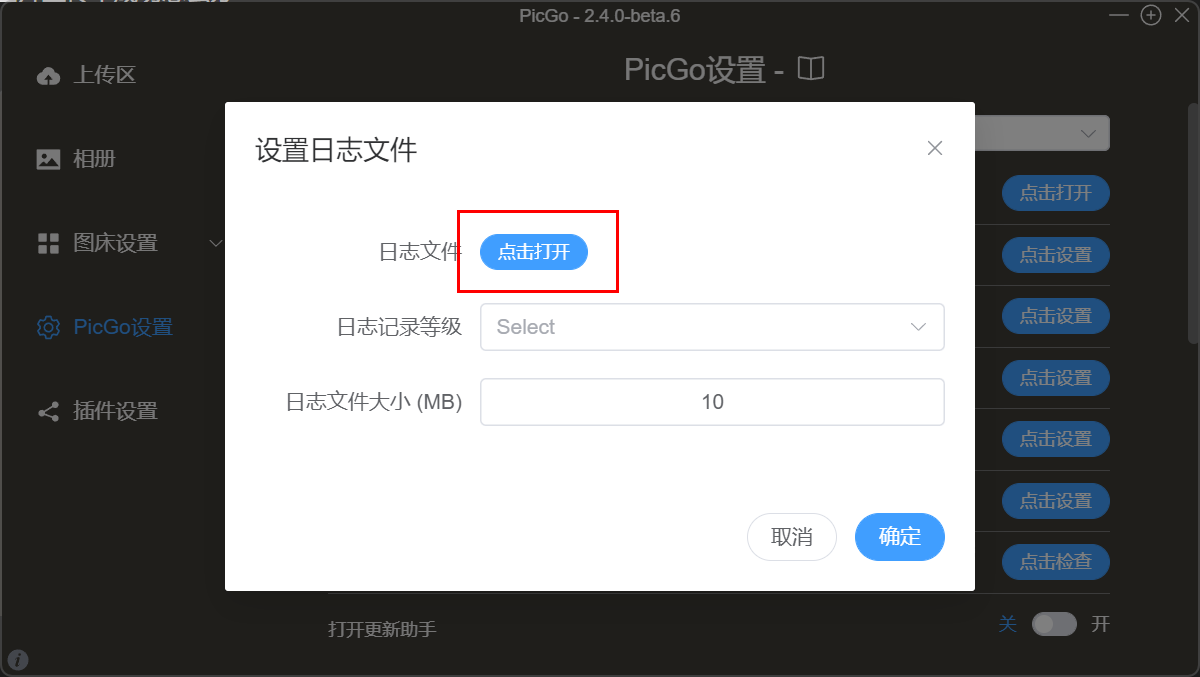 PicGo - 2.4.0-beta.6
上传区
PicGo设置 -
设置日志文件
相册
点击打开
日志文件 点击打开
图床设置
点击设置
点击设置
日志记录等级 Select
PicGo设置
点击设置
日志文件大小 (MB) 10
插件设置
点击设置
点击设置
取消 确定
点击检查
打开更新助手 关 开